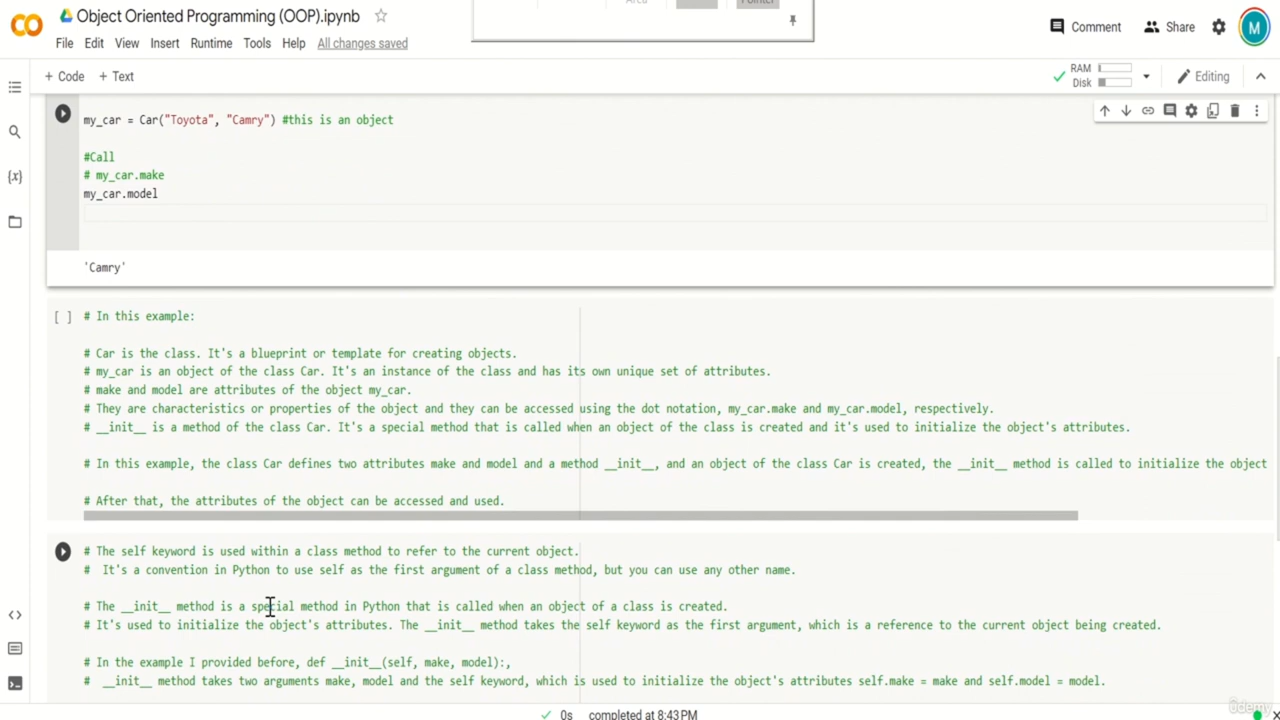 Object Oriented Programming (OOP).ipynb
Area
Pointer
File Edit View Insert Runtime Tools Help All changes saved
Comment Share M
+ Code + Text
RAM
Disk
Editing
my_car = Car("Toyota", "Camry") #this is an object
#Call
# my_car.make
my_car.model
'Camry'
[ ] # In this example:
# Car is the class. It's a blueprint or template for creating objects.
# my_car is an object of the class Car. It's an instance of the class and has its own unique set of attributes.
# make and model are attributes of the object my_car.
# They are characteristics or properties of the object and they can be accessed using the dot notation, my_car.make and my_car.model, respectively.
# __init__ is a method of the class Car. It's a special method that is called when an object of the class is created and it's used to initialize the object's attributes.
# In this example, the class Car defines two attributes make and model and a method __init__, and an object of the class Car is created, the __init__ method is called to initialize the object
# After that, the attributes of the object can be accessed and used.
# The self keyword is used within a class method to refer to the current object.
# It's a convention in Python to use self as the first argument of a class method, but you can use any other name.
# The __init__ method is a special method in Python that is called when an object of a class is created.
# It's used to initialize the object's attributes. The __init__ method takes the self keyword as the first argument, which is a reference to the current object being created.
# In the example I provided before, def __init__(self, make, model):,
# __init__ method takes two arguments make, model and the self keyword, which is used to initialize the object's attributes self.make = make and self.model = model.
0s completed at 8:43 PM
ûdemy